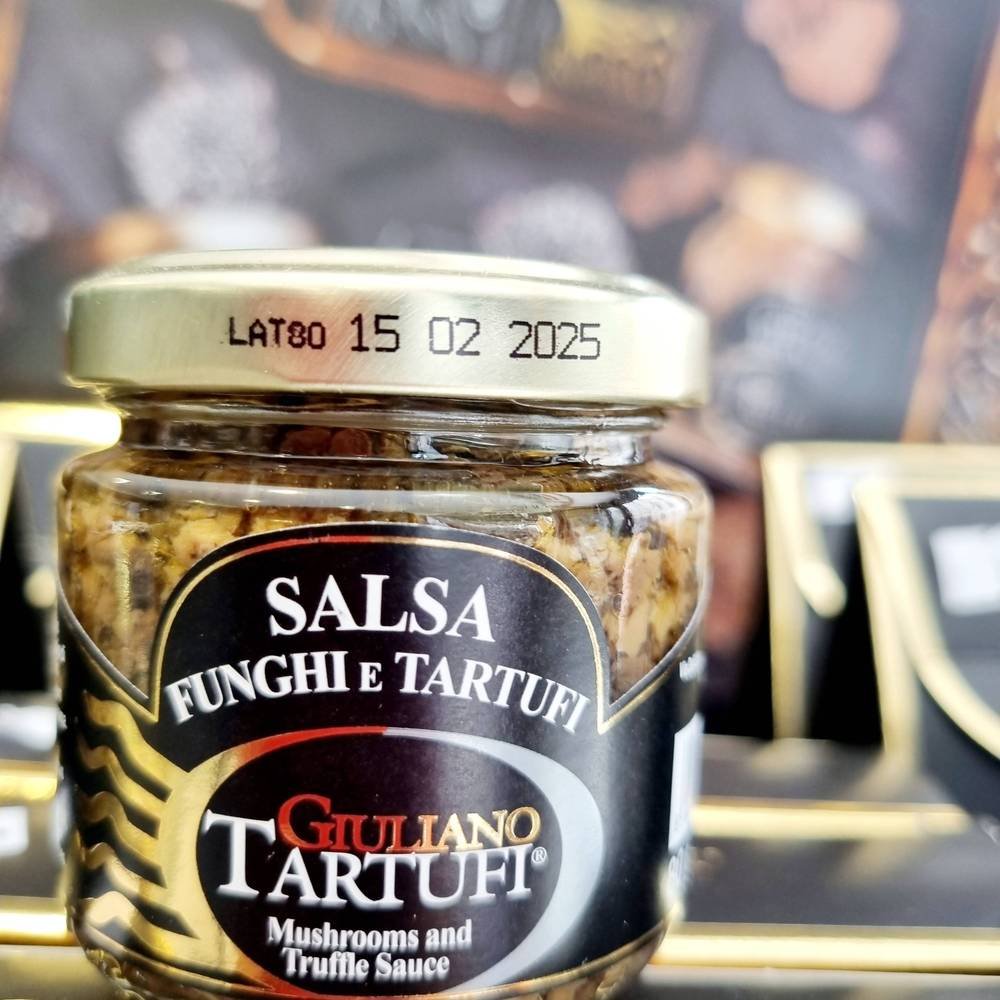 LAT80 15 02 2025
SALSA
FUNGHI E TARTUFI
GIULIANO
TARTUFI®
Mushrooms and
Truffle Sauce